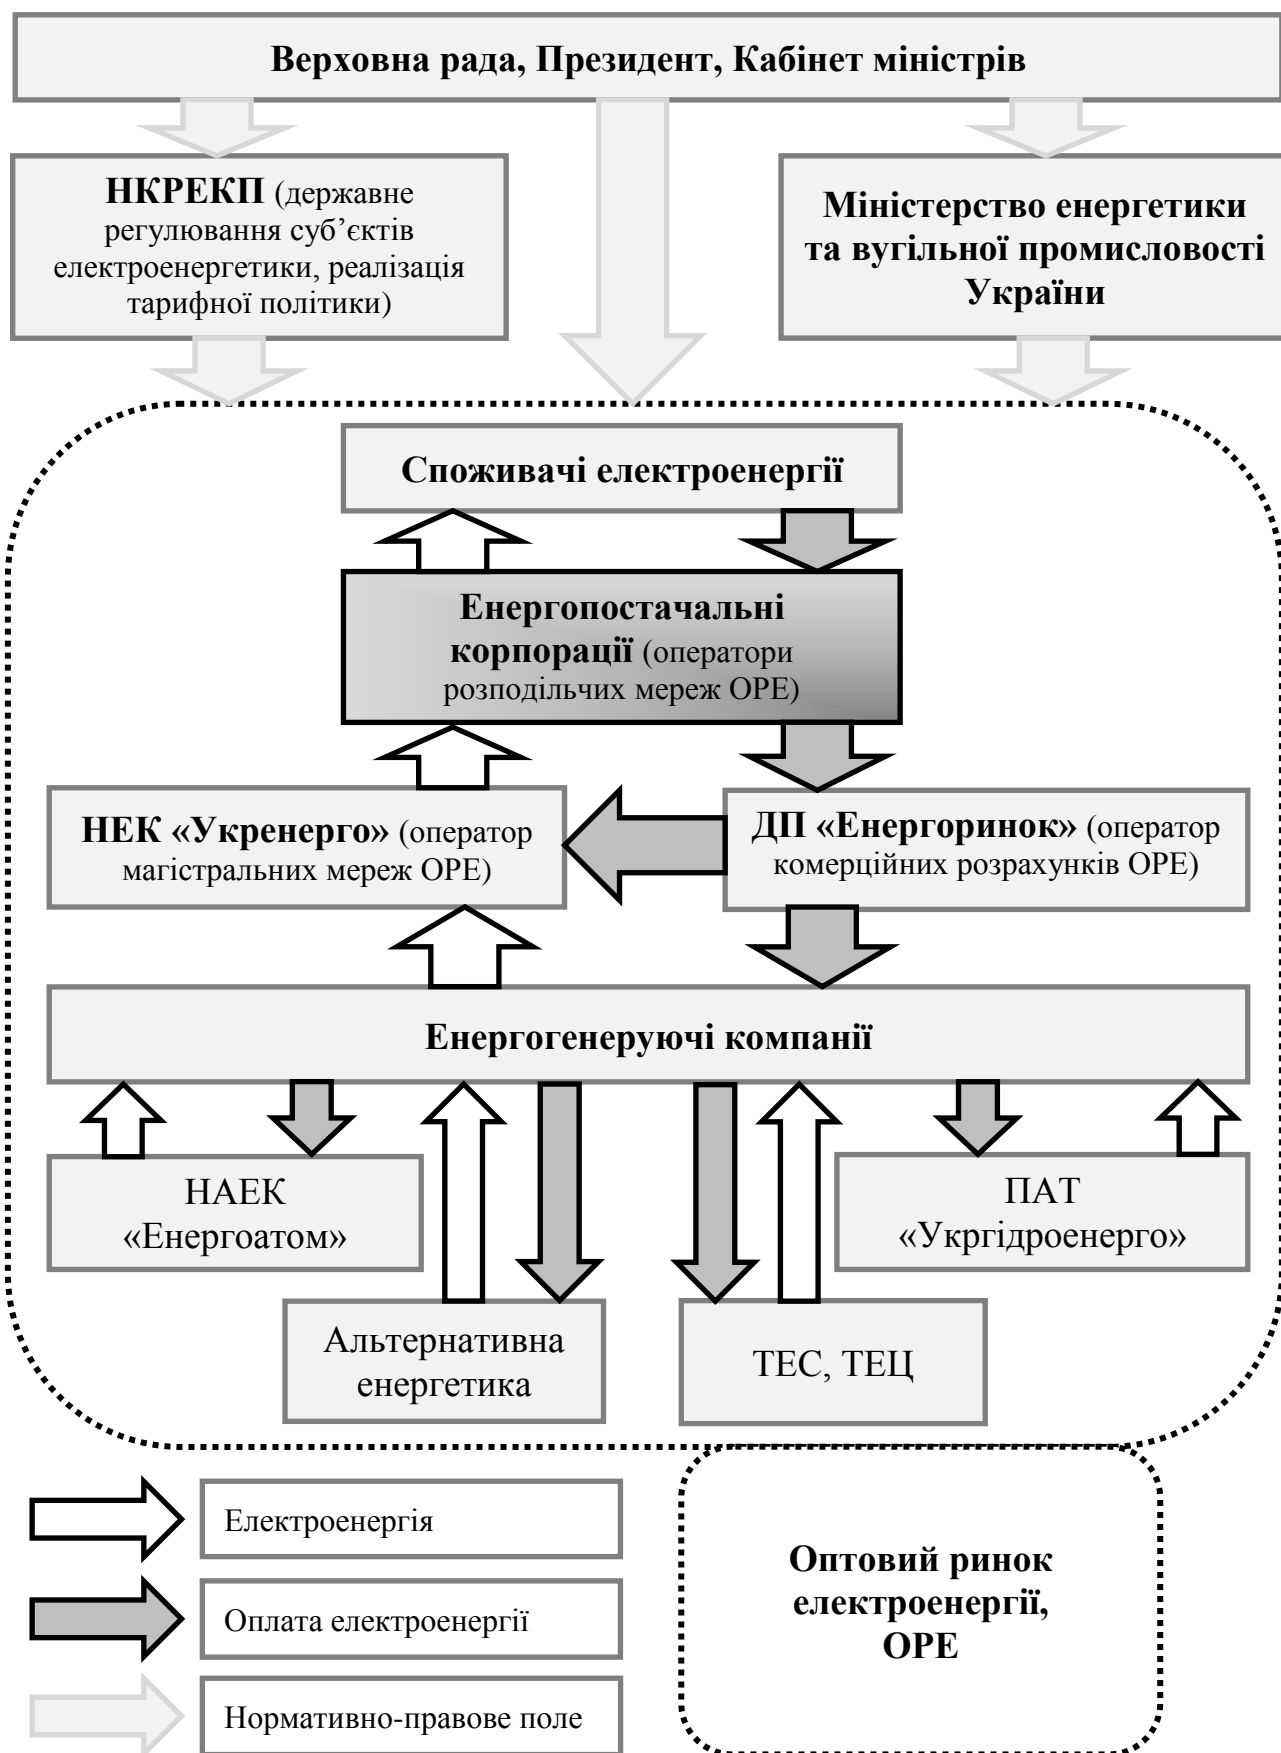 Верховна рада, Президент, Кабінет міністрів
НКРЕКП (державне
регулювання суб’єктів
електроенергетики, реалізація
тарифної політики)
Міністерство енергетики
та вугільної промисловості
України
Споживачі електроенергії
Енергопостачальні
корпорації (оператори
розподільчих мереж ОРЕ)
НЕК «Укренерго» (оператор
магістральних мереж ОРЕ)
ДП «Енергоринок» (оператор
комерційних розрахунків ОРЕ)
Енергогенеруючі компанії
НАЕК
«Енергоатом»
ПАТ
«Укргідроенерго»
Альтернативна
енергетика
ТЕС, ТЕЦ
Електроенергія
Оплата електроенергії
Нормативно-правове поле
Оптовий ринок
електроенергії,
ОРЕ